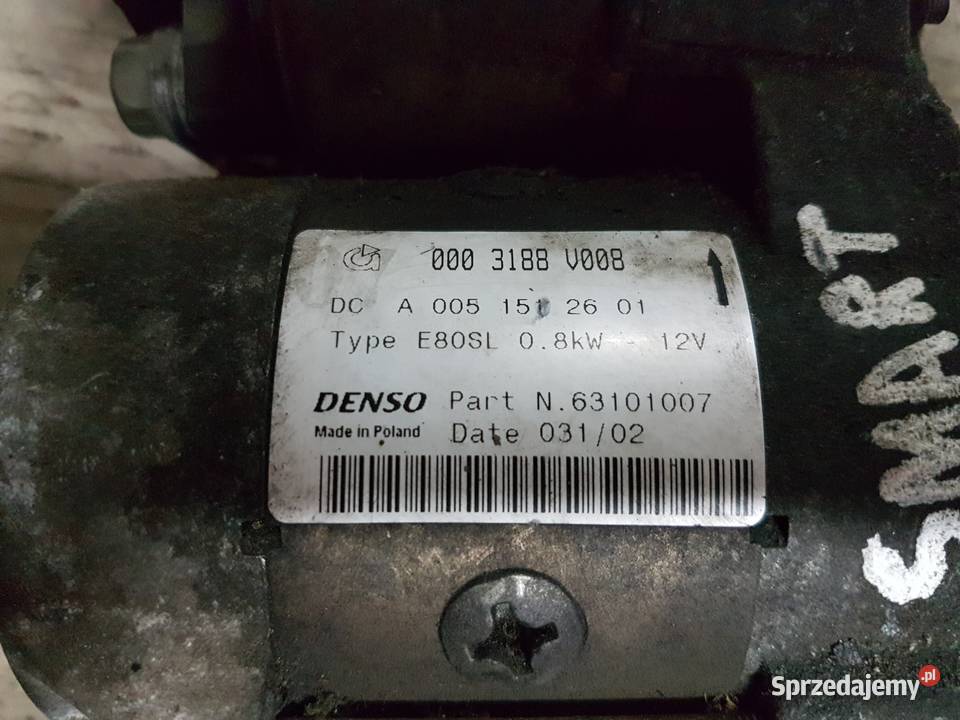 000 3188 V008
DC A 005 151 26 01
Type E80SL 0.8kW - 12V
DENSO Part N.63101007
Made in Poland Date 031/02
SMART
Sprzedajemy.pl